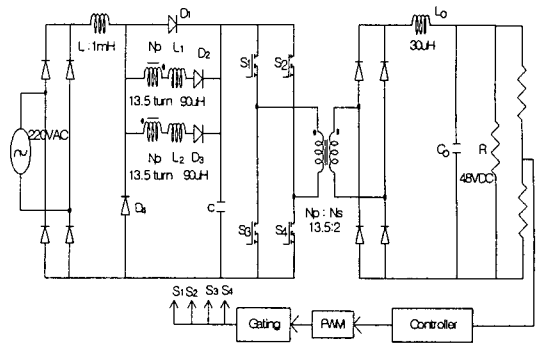 D1
Lo
L : 1mH
Np L1 D2
30uH
S1 S2
13.5 turn 90uH
220VAC
Np L2 D3
13.5 turn 90uH
Co R
48VDC
D4
C
Np : Ns
13.5:2
S3 S4
S1 S2 S3 S4
Gating
PWM
Controller